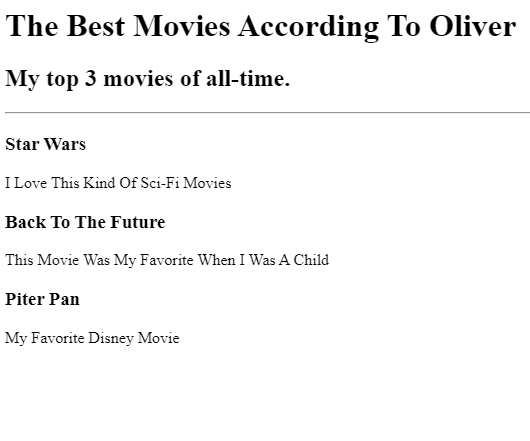 The Best Movies According To Oliver
My top 3 movies of all-time.
Star Wars
I Love This Kind Of Sci-Fi Movies
Back To The Future
This Movie Was My Favorite When I Was A Child
Piter Pan
My Favorite Disney Movie